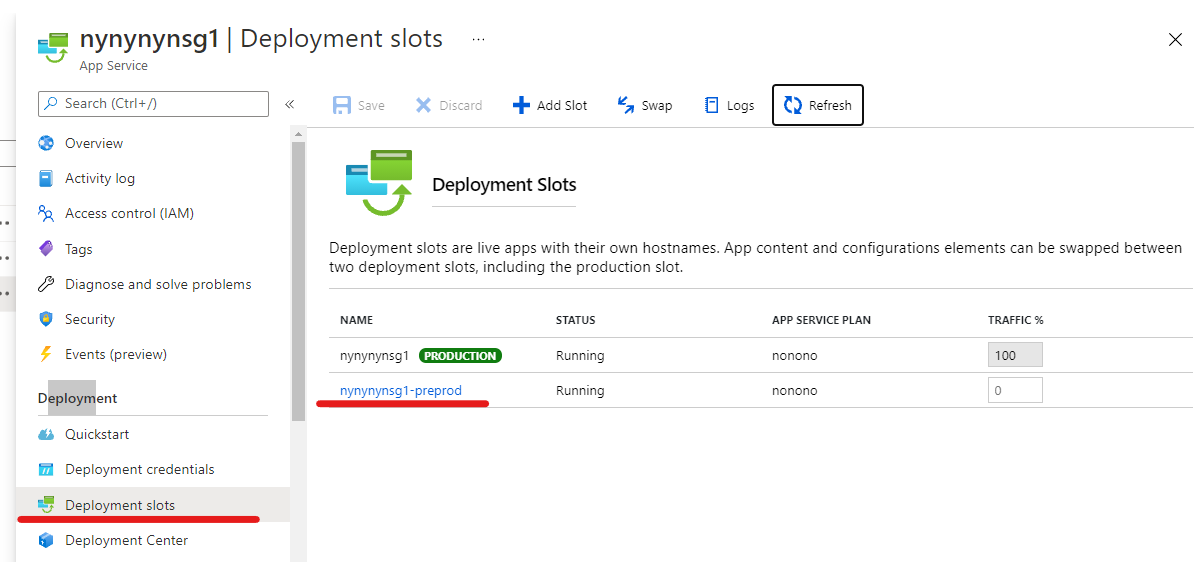 nynynynsg1 | Deployment slots ...
App Service
Search (Ctrl+/)
«
Overview
Activity log
Access control (IAM)
Tags
Diagnose and solve problems
Security
Events (preview)
Deployment
Quickstart
Deployment credentials
Deployment slots
Deployment Center
Save Discard Add Slot Swap Logs Refresh
Deployment Slots
Deployment slots are live apps with their own hostnames. App content and configurations elements can be swapped between
two deployment slots, including the production slot.
NAME STATUS APP SERVICE PLAN TRAFFIC %
nynynynsg1 PRODUCTION Running nonono 100
nynynynsg1-preprod Running nonono 0